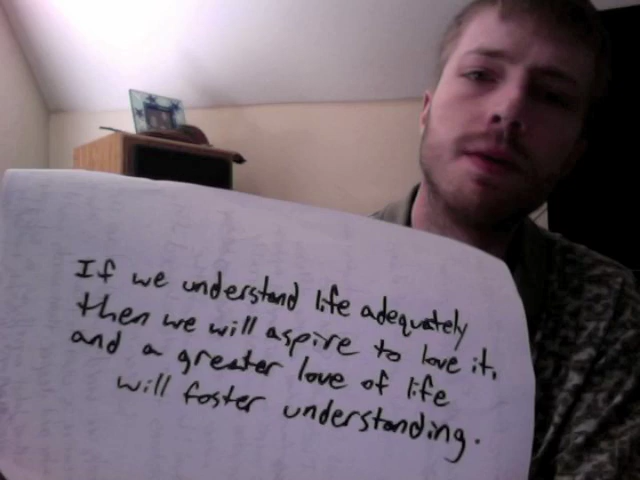 If we understand life adequately
then we will aspire to love it,
and a greater love of life
will foster understanding.